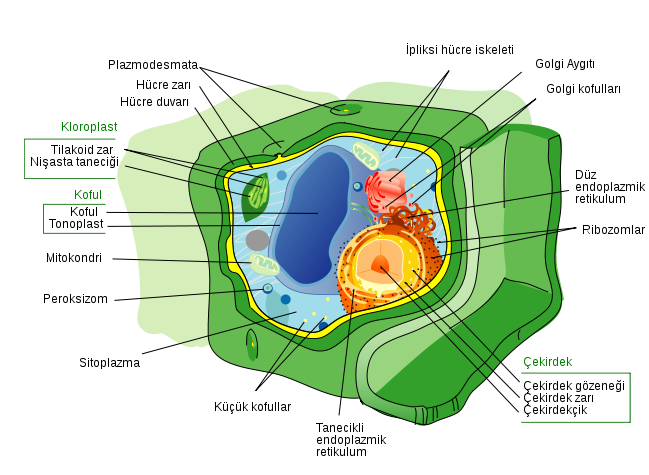 İpliksi hücre iskeleti
Golgi Aygıtı
Golgi kofulları
Plazmodesmata
Hücre zarı
Hücre duvarı
Kloroplast
Tilakoid zar
Nişasta taneciği
Koful
Koful
Tonoplast
Mitokondri
Peroksizom
Sitoplazma
Küçük kofullar
Tanecikli
endoplazmik
retikulum
Düz
endoplazmik
retikulum
Ribozomlar
Çekirdek
Çekirdek gözeneği
Çekirdek zarı
Çekirdekçik